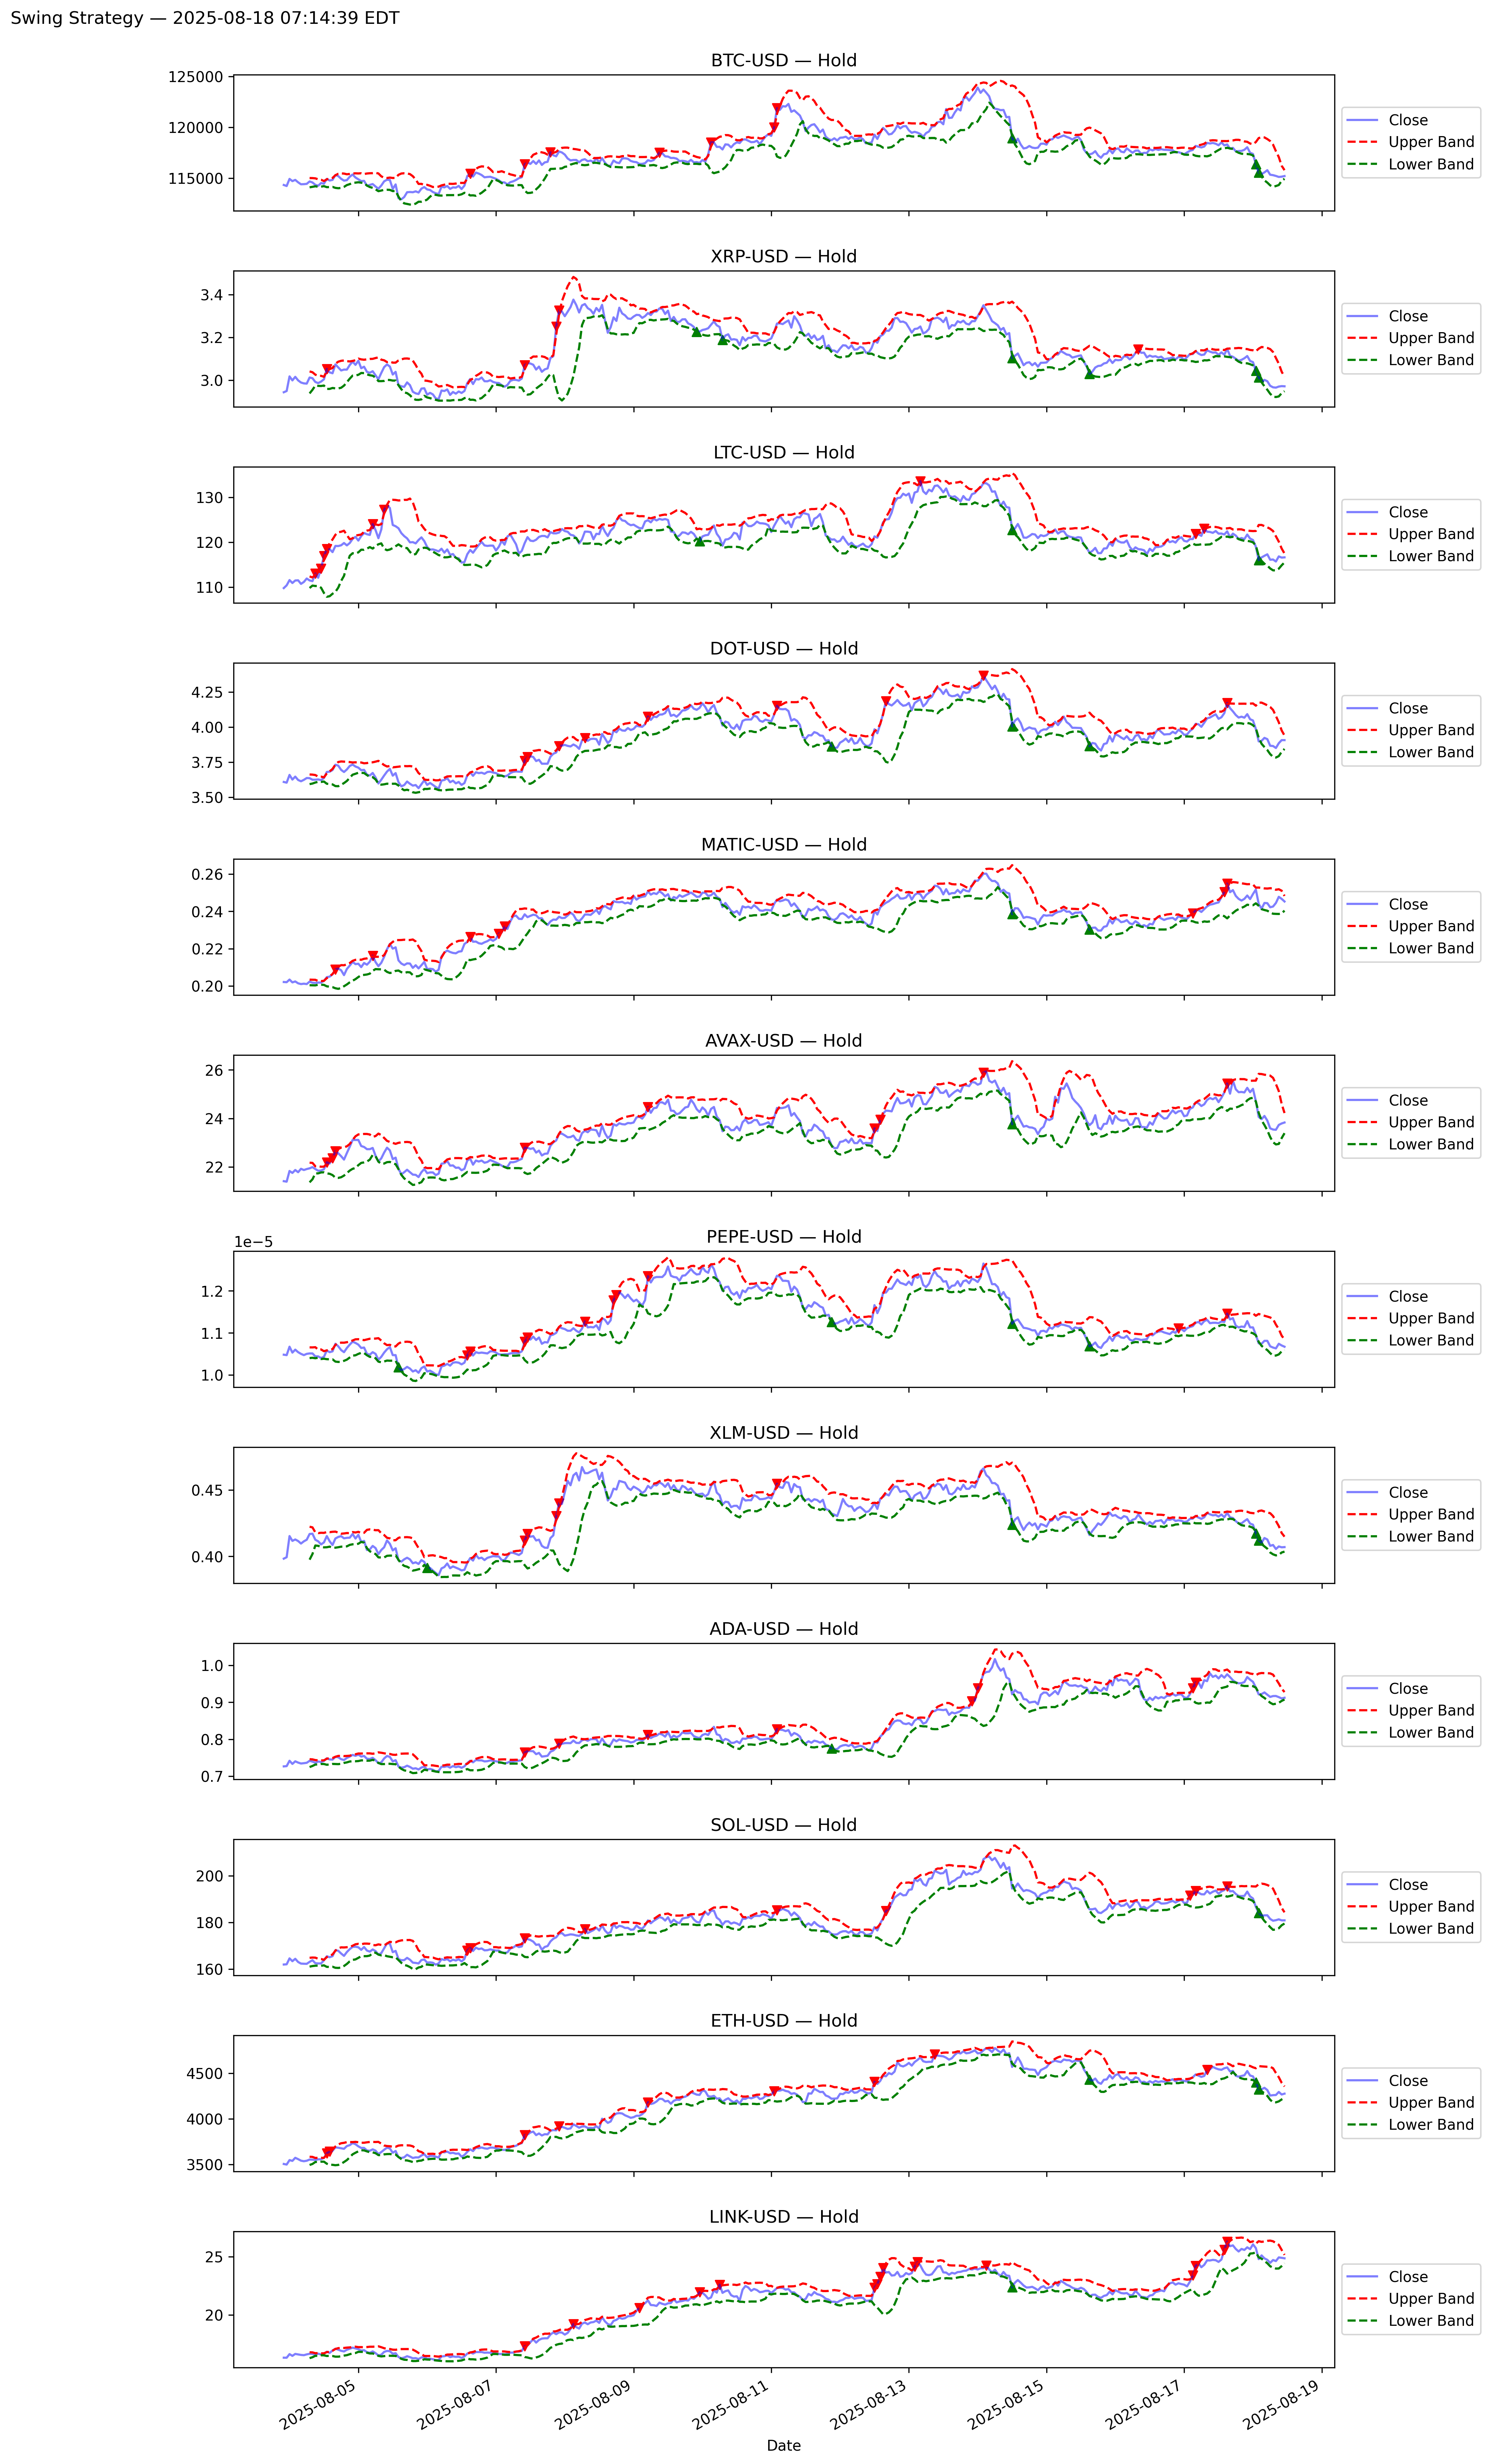 Swing Strategy — 2025-08-18 07:14:39 EDT
BTC-USD — Hold
125000
120000
115000
Close
Upper Band
Lower Band
XRP-USD — Hold
3.4
3.2
3.0
Close
Upper Band
Lower Band
LTC-USD — Hold
130
120
110
Close
Upper Band
Lower Band
DOT-USD — Hold
4.25
4.00
3.75
3.50
Close
Upper Band
Lower Band
MATIC-USD — Hold
0.26
0.24
0.22
0.20
Close
Upper Band
Lower Band
AVAX-USD — Hold
26
24
22
Close
Upper Band
Lower Band
PEPE-USD — Hold
1e−5
1.2
1.1
1.0
Close
Upper Band
Lower Band
XLM-USD — Hold
0.45
0.40
Close
Upper Band
Lower Band
ADA-USD — Hold
1.0
0.9
0.8
0.7
Close
Upper Band
Lower Band
SOL-USD — Hold
200
180
160
Close
Upper Band
Lower Band
ETH-USD — Hold
4500
4000
3500
Close
Upper Band
Lower Band
LINK-USD — Hold
25
20
Close
Upper Band
Lower Band
2025-08-05
2025-08-07
2025-08-09
2025-08-11
2025-08-13
2025-08-15
2025-08-17
2025-08-19
Date